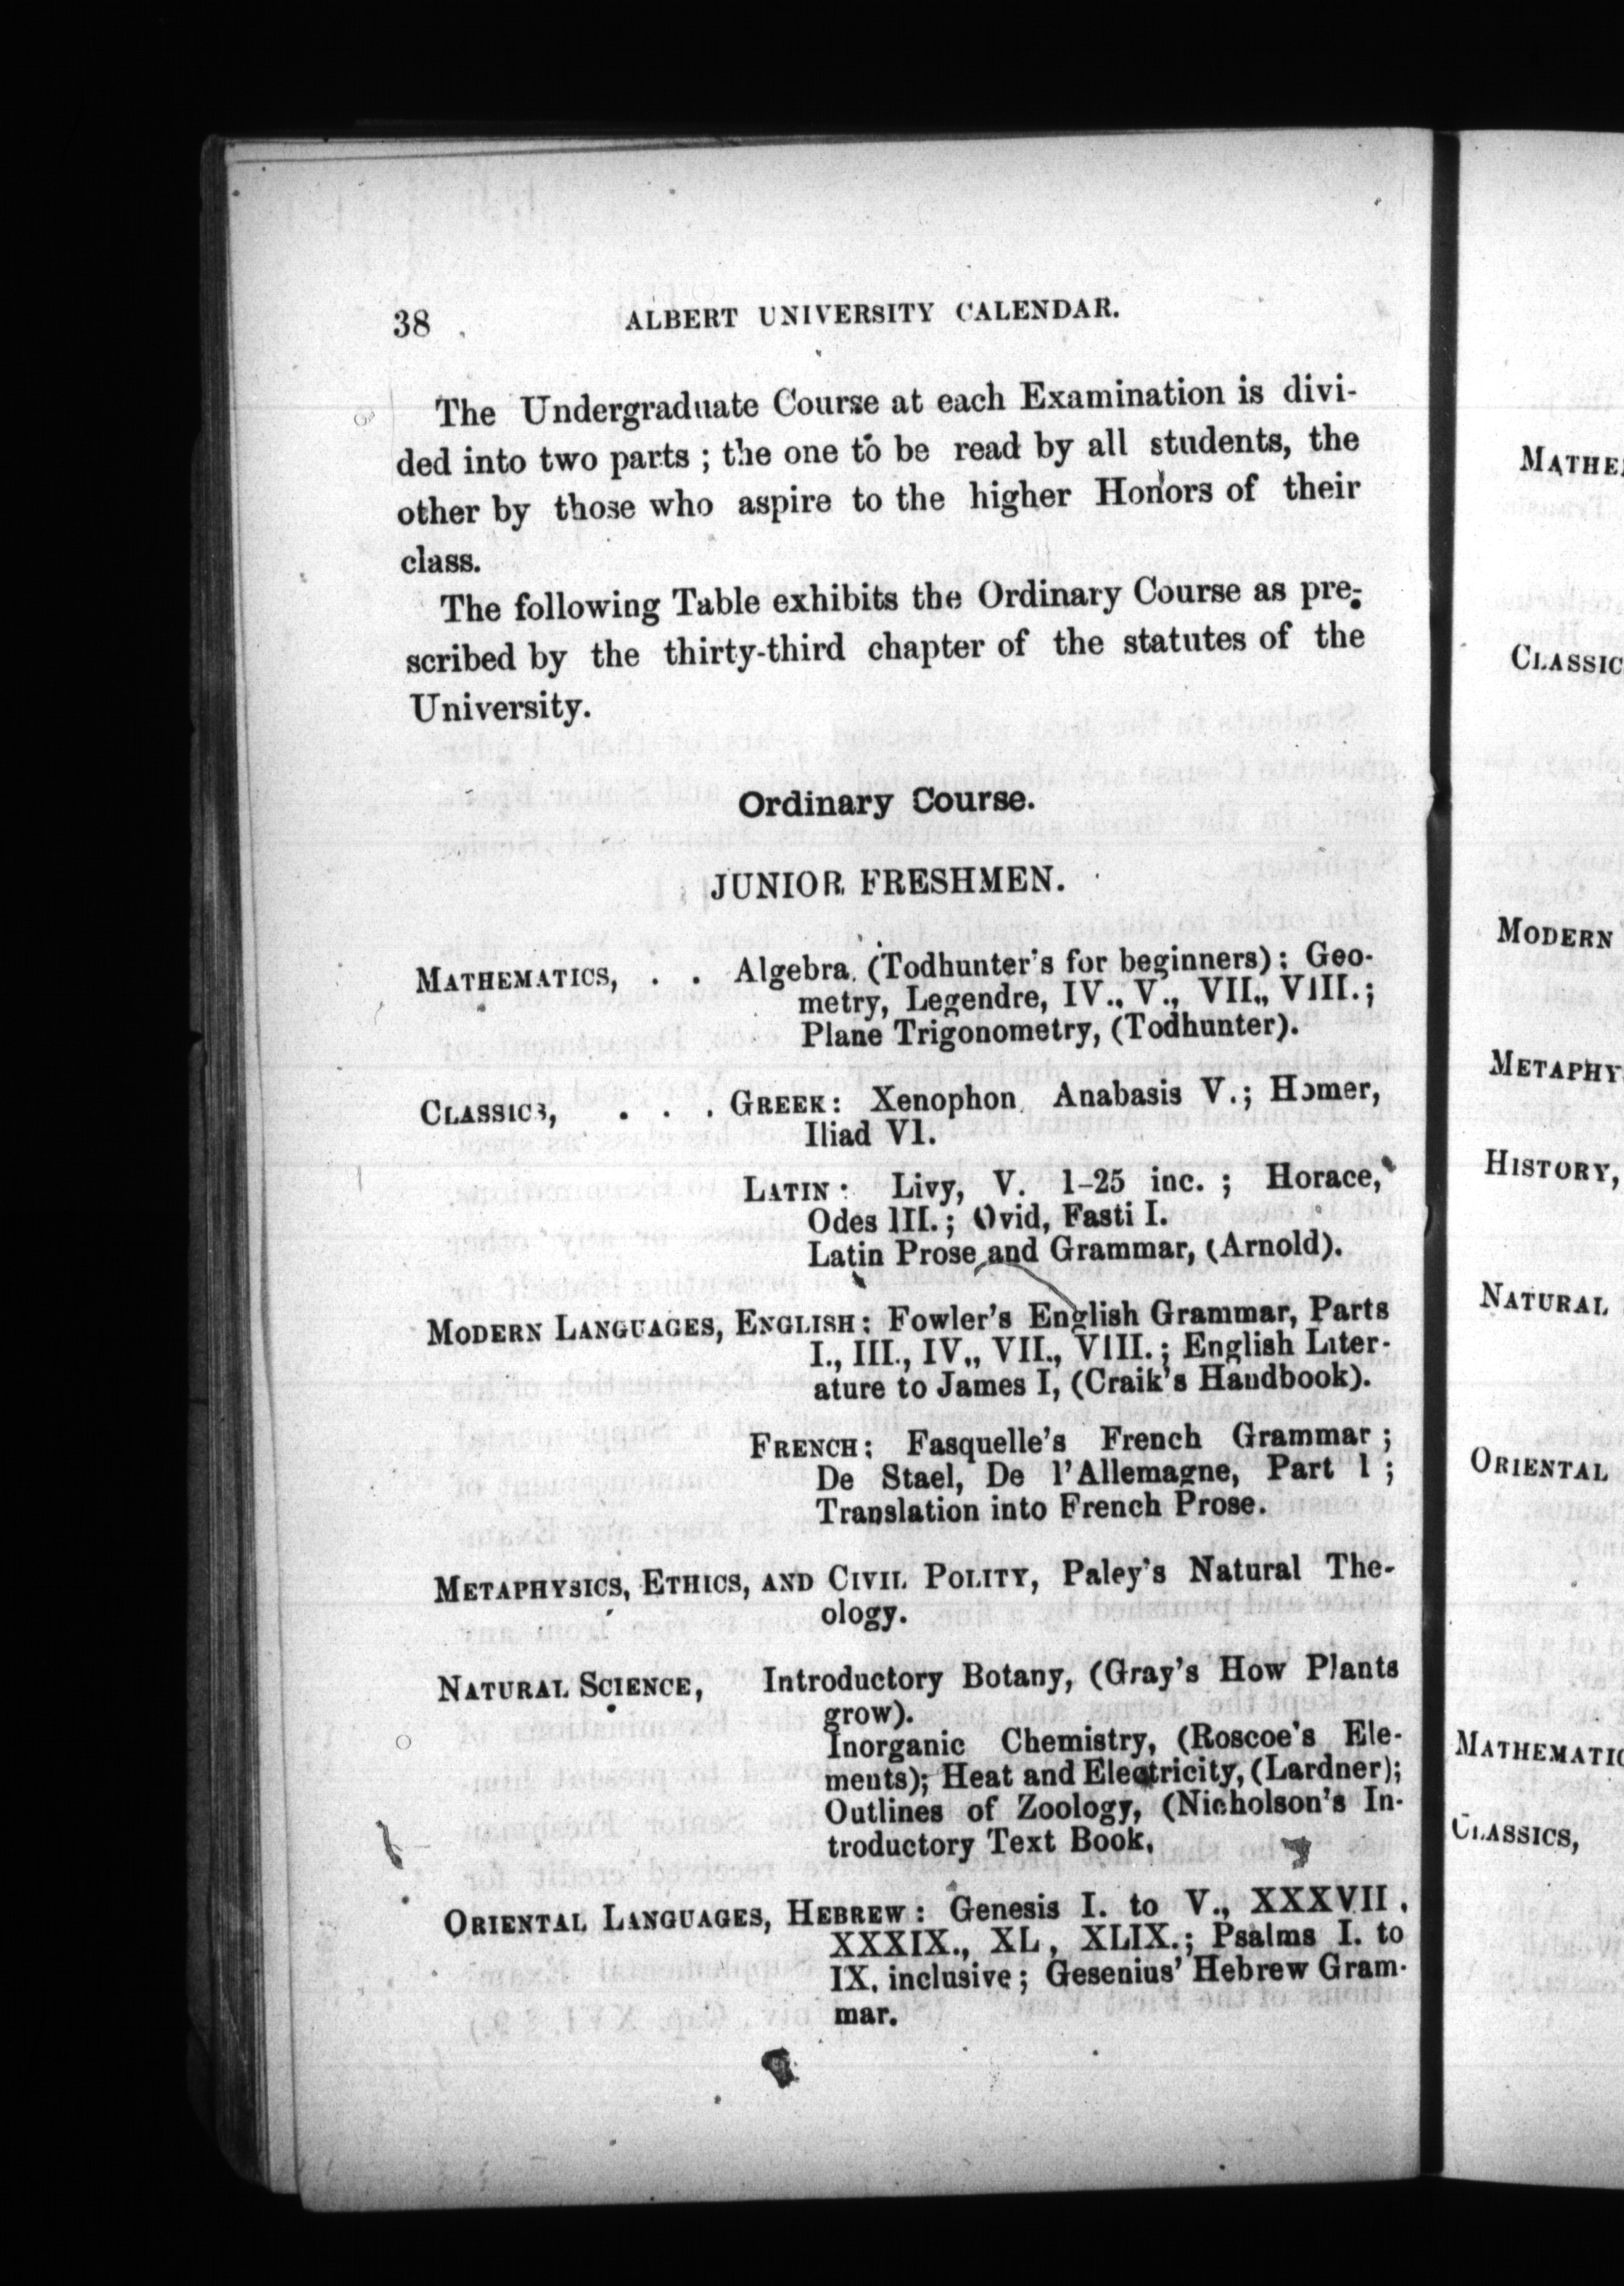 38 ALBERT UNIVERSITY CALENDAR.
The Undergraduate Course at each Examination is divi-
ded into two parts ; the one to be read by all students, the
other by those who aspire to the higher Honors of their
class.
The following Table exhibits the Ordinary Course as pre-
scribed by the thirty-third chapter of the statutes of the
University.
Ordinary Course.
JUNIOR FRESHMEN.
MATHEMATICS, . . Algebra. (Todhunter's for beginners): Geo-
metry, Legendre, IV., V., VII., VIII.;
Plane Trigonometry, (Todhunter).
CLASSICS, . . . GREEK: Xenophon Anabasis V.; Homer,
Iliad VI.
LATIN: Livy, V. 1-25 inc. ; Horace,
Odes III.; Ovid, Fasti I.
Latin Prose and Grammar, (Arnold).
MODERN LANGUAGES, ENGLISH: Fowler's English Grammar, Parts
I., III., IV., VII., VIII.; English Liter-
ature to James I, (Craik's Handbook).
FRENCH: Fasquelle's French Grammar ;
De Stael, De l'Allemagne, Part 1 ;
Translation into French Prose.
METAPHYSICS, ETHICS, AND CIVIL POLITY, Paley's Natural The-
ology.
NATURAL SCIENCE, Introductory Botany, (Gray's How Plants
grow).
Inorganic Chemistry, (Roscoe's Ele-
ments); Heat and Electricity, (Lardner);
Outlines of Zoology, (Nicholson's In-
troductory Text Book,
ORIENTAL LANGUAGES, HEBREW: Genesis I. to V., XXXVII.
XXXIX., XL, XLIX.; Psalms I. to
IX. inclusive ; Gesenius' Hebrew Gram-
mar.
MATHE
CLASSIC
MODERN
METAPHY
HISTORY,
NATURAL
ORIENTAL
MATHEMATIC
CLASSICS,